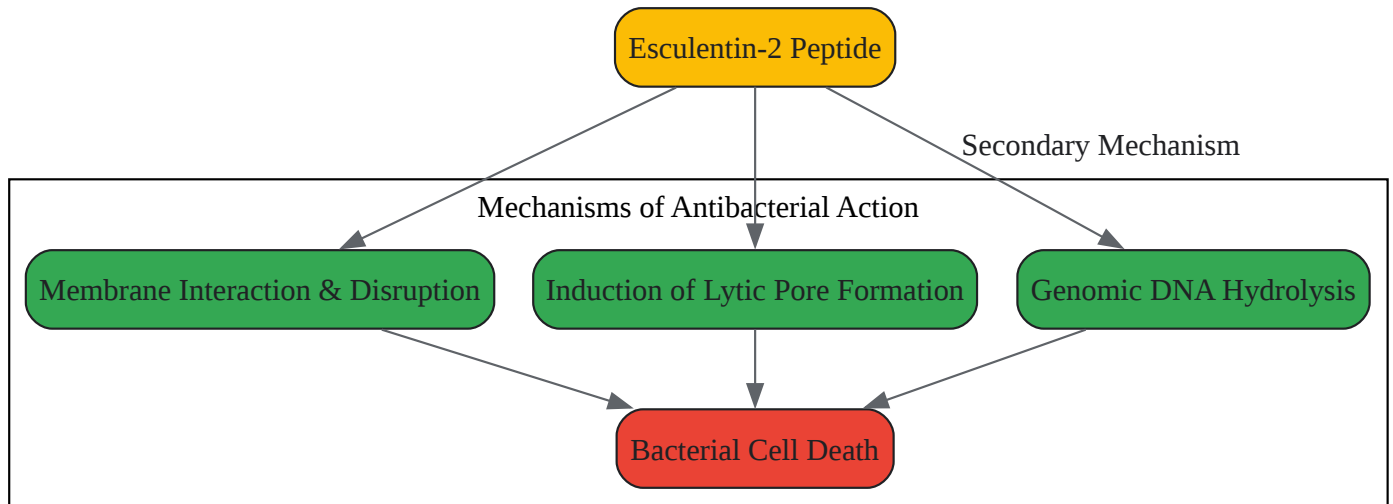 Esculentin-2 Peptide
Secondary Mechanism
Mechanisms of Antibacterial Action
Membrane Interaction & Disruption
Induction of Lytic Pore Formation
Genomic DNA Hydrolysis
Bacterial Cell Death